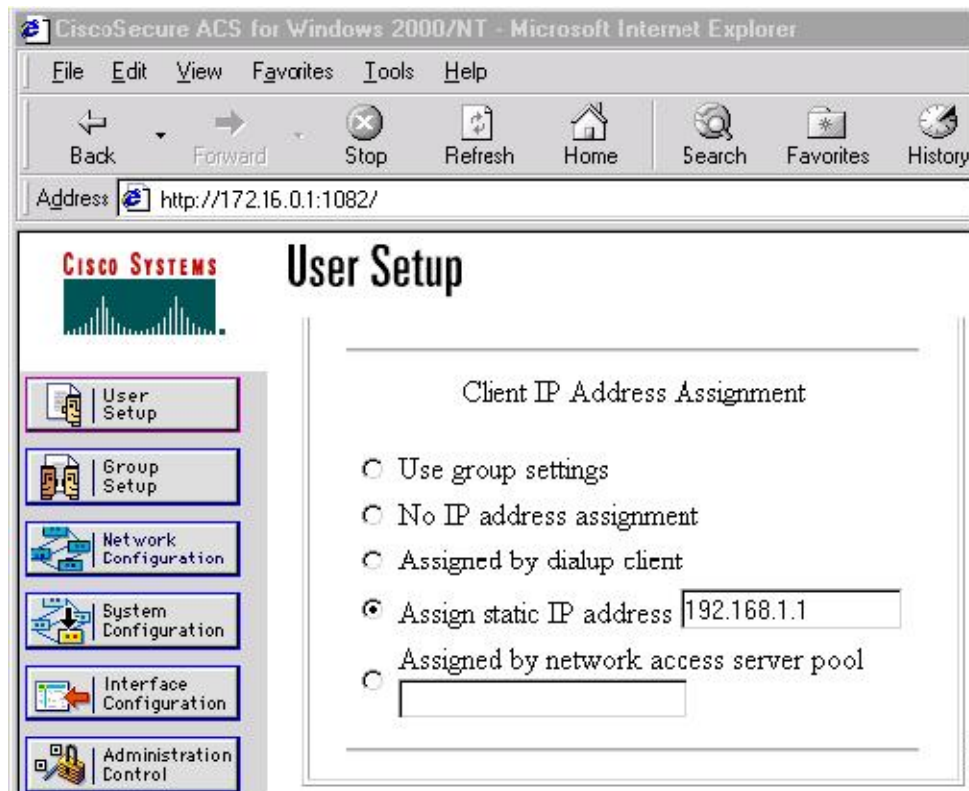 CiscoSecure ACS for Windows 2000/NT - Microsoft Internet Explorer
File Edit View Favorites Tools Help
Back Forward Stop Refresh Home Search Favorites History
Address http://172.16.0.1:1082/
CISCO SYSTEMS
User Setup
User
Setup
Group
Setup
Network
Configuration
System
Configuration
Interface
Configuration
Administration
Control
Client IP Address Assignment
Use group settings
No IP address assignment
Assigned by dialup client
Assign static IP address 192.168.1.1
Assigned by network access server pool